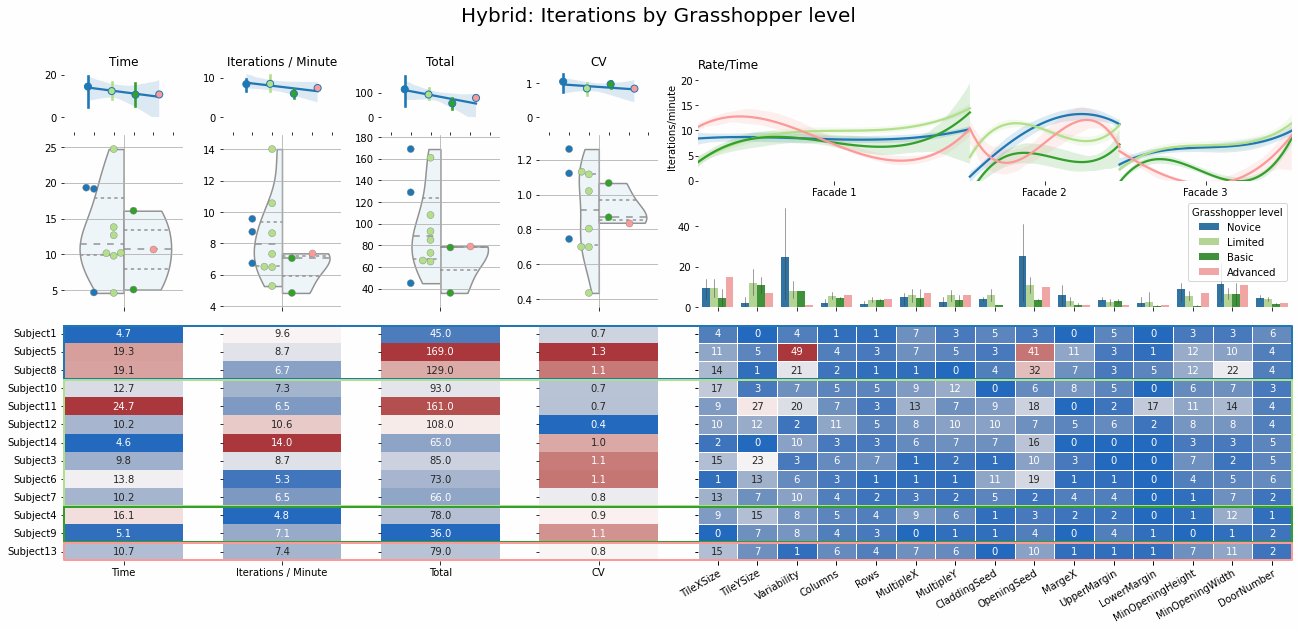 Hybrid: Iterations by Grasshopper level
Time
Iterations / Minute
Total
CV
Rate/Time
20
0
10
0
100
0
1
0
Iterations/minute
20
15
10
5
0
Facade 1
Facade 2
Facade 3
25
20
15
10
5
14
12
10
8
6
4
180
160
140
120
100
80
60
40
1.2
1.0
0.8
0.6
0.4
40
20
0
Grasshopper level
Novice
Limited
Basic
Advanced
Subject1 4.7 9.6 45.0 0.7 4 0 4 1 1 7 3 5 3 0 5 0 3 3 6
Subject5 19.3 8.7 169.0 1.3 11 5 49 4 3 7 5 3 41 11 3 1 12 10 4
Subject8 19.1 6.7 129.0 1.1 14 1 21 2 1 1 0 4 32 7 3 5 12 22 4
Subject10 12.7 7.3 93.0 0.7 17 3 7 5 5 9 12 0 6 8 5 0 6 7 3
Subject11 24.7 6.5 161.0 0.7 9 27 20 7 3 13 7 9 18 0 2 17 11 14 4
Subject12 10.2 10.6 108.0 0.4 10 12 2 11 5 8 10 10 7 5 6 2 8 8 4
Subject14 4.6 14.0 65.0 1.0 2 0 10 3 3 6 7 7 16 0 0 0 3 3 5
Subject3 9.8 8.7 85.0 1.1 15 23 3 6 7 1 2 1 10 3 0 0 7 2 5
Subject6 13.8 5.3 73.0 1.1 1 13 6 3 1 1 2 11 19 1 1 0 4 5 6
Subject7 10.2 6.5 66.0 0.8 13 7 10 4 2 3 2 5 2 4 4 0 1 7 2
Subject4 16.1 4.8 78.0 0.9 9 15 8 5 4 9 6 1 3 2 2 0 1 12 1
Subject9 5.1 7.1 36.0 1.1 0 7 8 4 3 0 1 1 4 0 4 1 0 1 2
Subject13 10.7 7.4 79.0 0.8 15 7 1 6 4 7 6 0 10 1 1 1 7 11 2
Time
Iterations / Minute
Total
CV
TileXSize
TileYSize
Variability
Columns
Rows
MultipleX
MultipleY
CladdingSeed
OpeningSeed
MargeX
UpperMargin
LowerMargin
MinOpeningHeight
MinOpeningWidth
DoorNumber